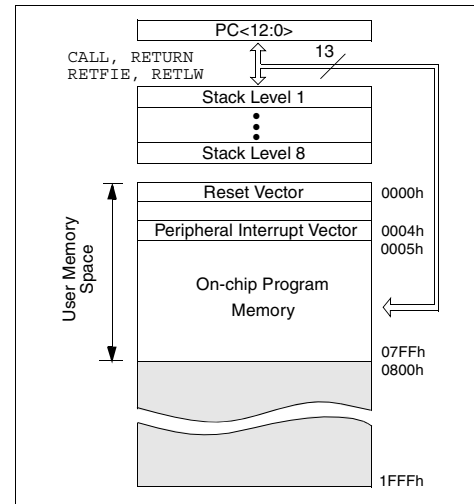 PC<12:0>
CALL, RETURN
RETFIE, RETLW
13
Stack Level 1
Stack Level 8
Reset Vector
0000h
Peripheral Interrupt Vector
0004h
0005h
User Memory
Space
On-chip Program
Memory
07FFh
0800h
1FFFh